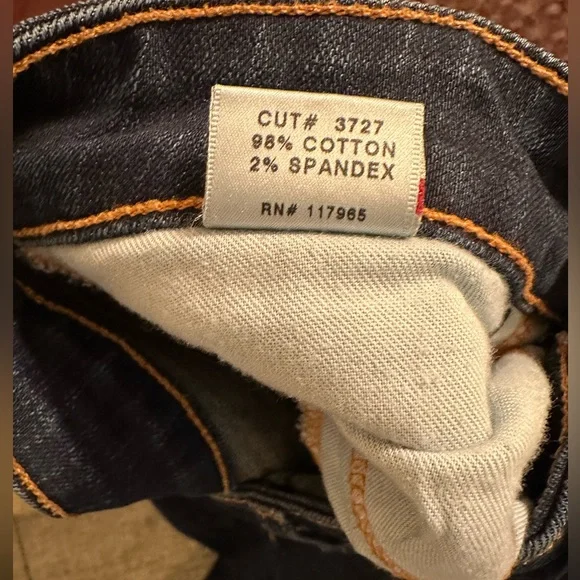 CUT# 3727
98% COTTON
2% SPANDEX
RN# 117965